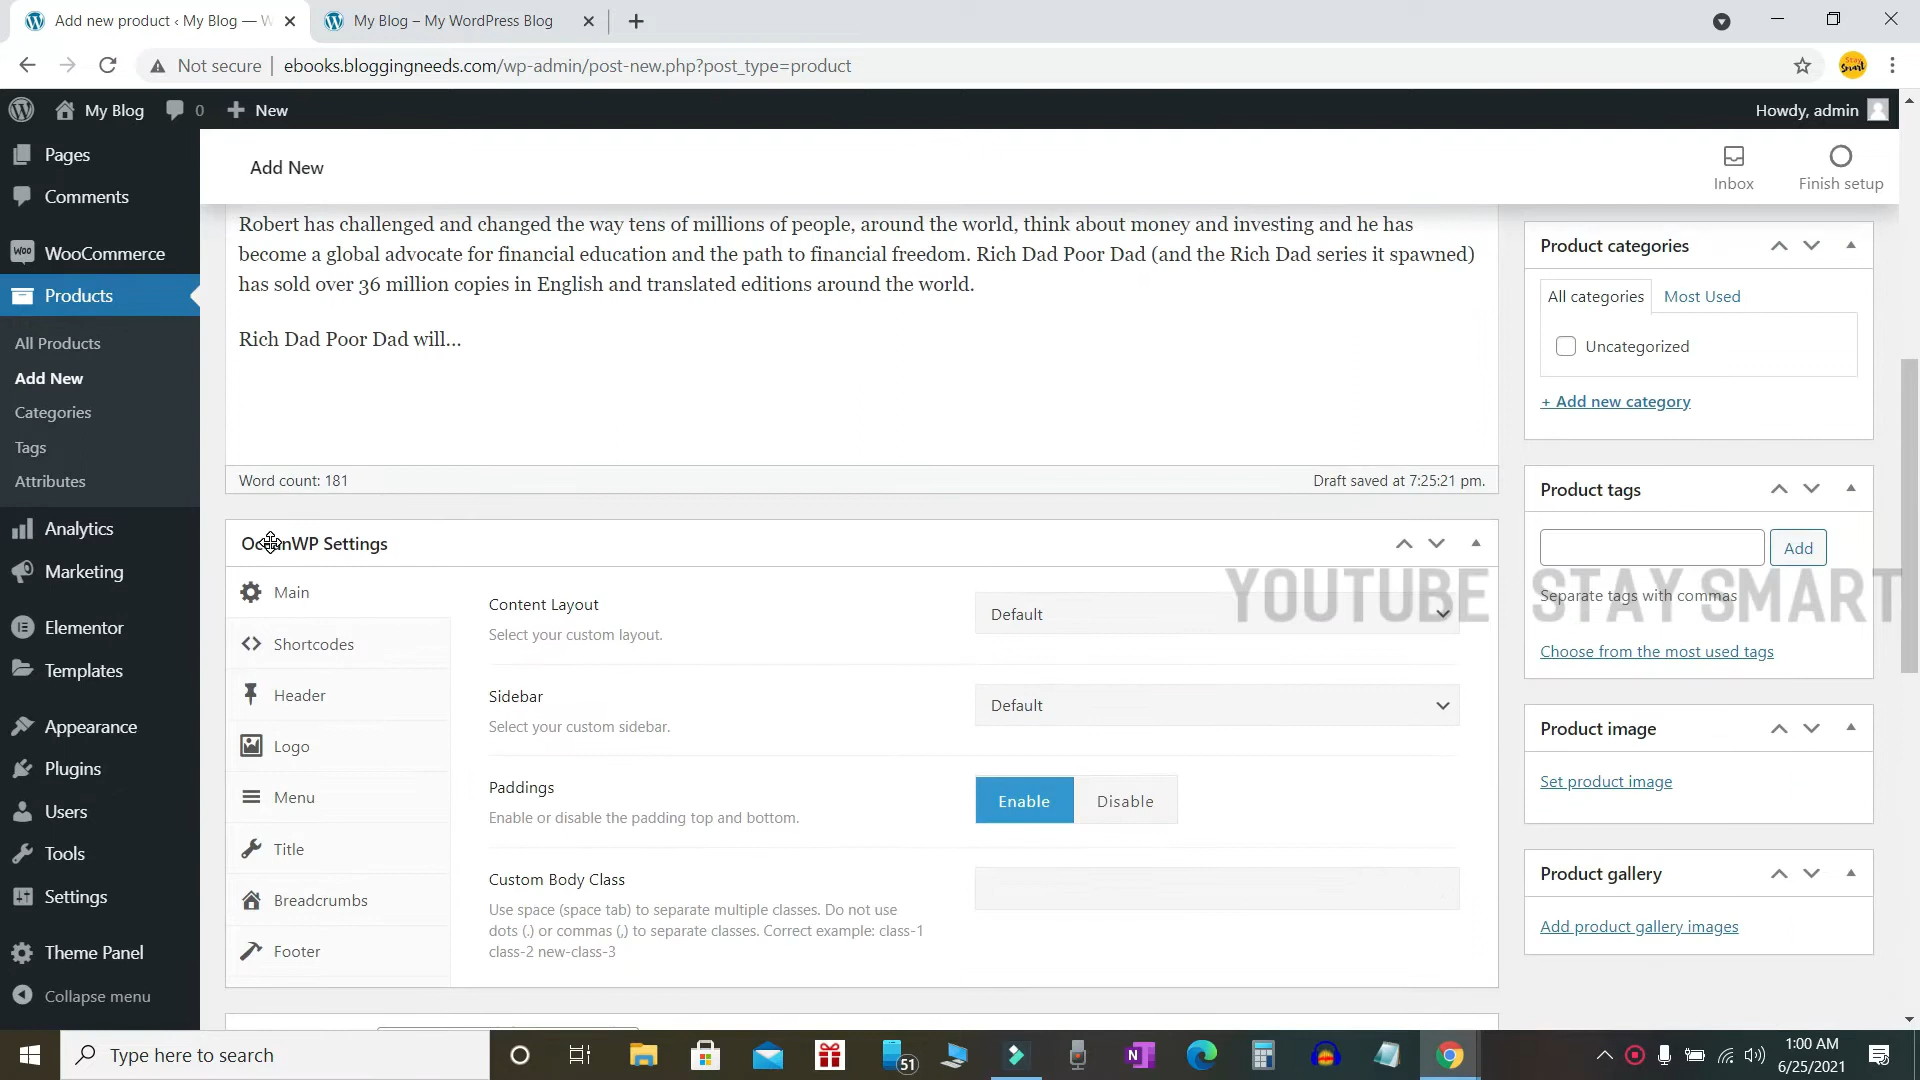 Add new product ‹ My Blog — W
My Blog – My WordPress Blog
Not secure
ebooks.bloggingneeds.com/wp-admin/post-new.php?post_type=product
My Blog
0
New
Howdy, admin
Pages
Comments
WooCommerce
Products
All Products
Add New
Categories
Tags
Attributes
Analytics
Marketing
Elementor
Templates
Appearance
Plugins
Users
Tools
Settings
Theme Panel
Collapse menu
Add New
Inbox
Finish setup
Robert has challenged and changed the way tens of millions of people, around the world, think about money and investing and he has
become a global advocate for financial education and the path to financial freedom. Rich Dad Poor Dad (and the Rich Dad series it spawned)
has sold over 36 million copies in English and translated editions around the world.
Rich Dad Poor Dad will…
Word count: 181
Draft saved at 7:25:21 pm.
OceanWP Settings
Main
Shortcodes
Header
Logo
Menu
Title
Breadcrumbs
Footer
Content Layout
Select your custom layout.
Default
Sidebar
Select your custom sidebar.
Default
Paddings
Enable or disable the padding top and bottom.
Enable
Disable
Custom Body Class
Use space (space tab) to separate multiple classes. Do not use
dots (.) or commas (,) to separate classes. Correct example: class-1
class-2 new-class-3
Product categories
All categories
Most Used
Uncategorized
+ Add new category
Product tags
Add
YOUTUBE STAY SMART
Separate tags with commas
Choose from the most used tags
Product image
Set product image
Product gallery
Add product gallery images
Type here to search
51
1:00 AM
6/25/2021